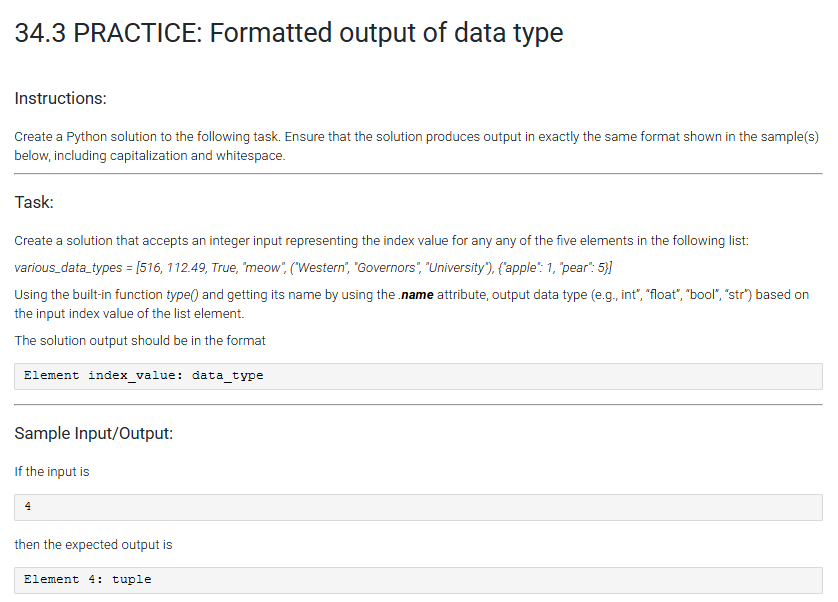 34.3 PRACTICE: Formatted output of data type
Instructions:
Create a Python solution to the following task. Ensure that the solution produces output in exactly the same format shown in the sample(s)
below, including capitalization and whitespace.
Task:
Create a solution that accepts an integer input representing the index value for any any of the five elements in the following list:
various_data_types = [516, 112.49, True, "meow", ("Western", "Governors", "University"), {"apple": 1, "pear": 5}]
Using the built-in function type() and getting its name by using the .name attribute, output data type (e.g., int", "float", "bool", "str") based on
the input index value of the list element.
The solution output should be in the format
Element index_value: data_type
Sample Input/Output:
If the input is
4
then the expected output is
Element 4: tuple